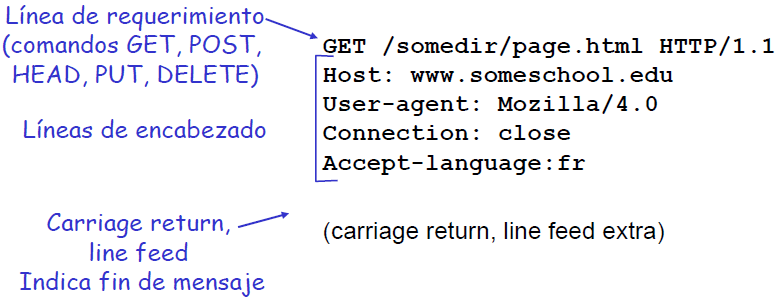 Línea de requerimiento
(comandos GET, POST,
HEAD, PUT, DELETE)
Líneas de encabezado
Carriage return,
line feed
Indica fin de mensaje
GET /somedir/page.html HTTP/1.1
Host: www.someschool.edu
User-agent: Mozilla/4.0
Connection: close
Accept-language:fr
(carriage return, line feed extra)